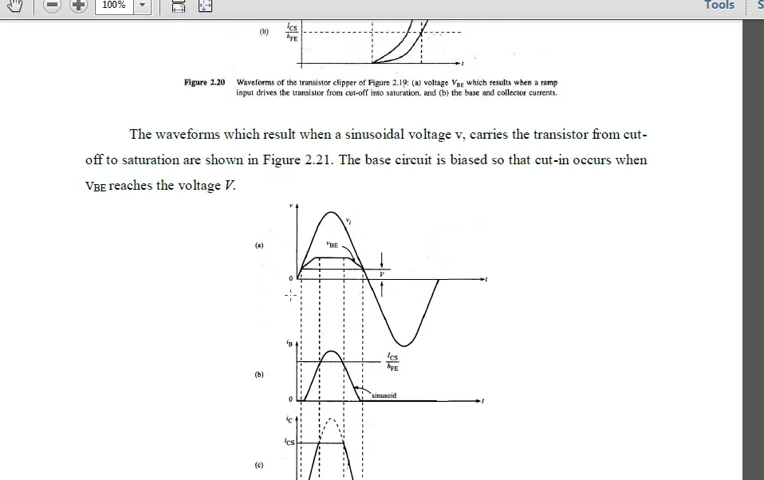 100%
Tools
S
(b) iCS
hFE
t
Figure 2.20 Waveforms of the transistor clipper of Figure 2.19: (a) voltage VBE which results when a ramp
input drives the transistor from cut-off into saturation, and (b) the base and collector currents.
The waveforms which result when a sinusoidal voltage v, carries the transistor from cut-
off to saturation are shown in Figure 2.21. The base circuit is biased so that cut-in occurs when
VBE reaches the voltage V.
v
vi
(a)
vBE
V
0
t
iB
iCS
hFE
(b)
sinusoid
0
t
iC
iCS
(c)